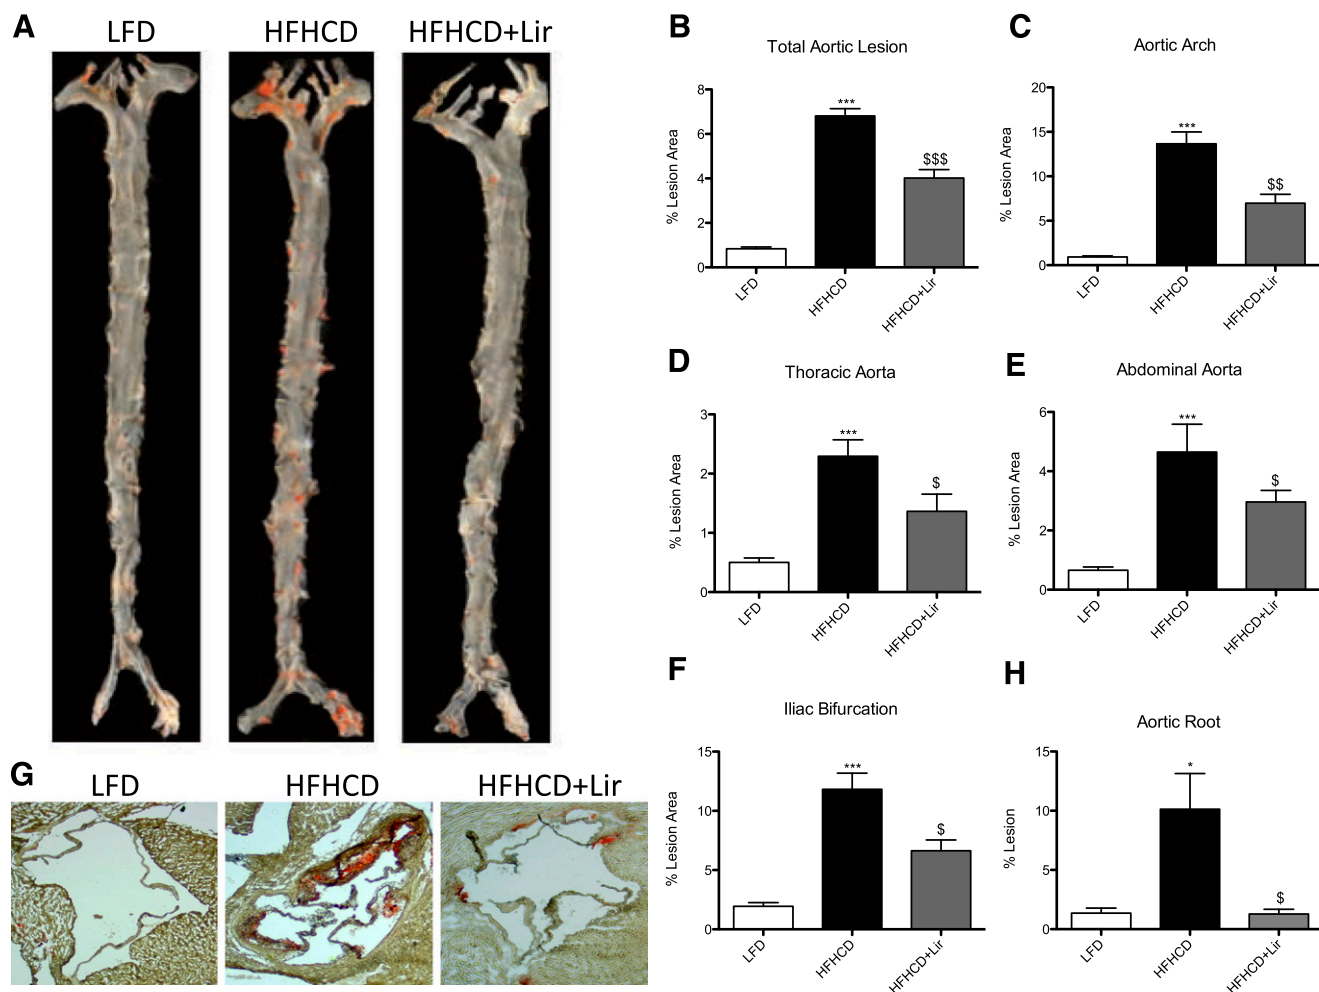 A
LFD
HFHCD
HFHCD+Lir
B
Total Aortic Lesion
% Lesion Area
8
6
4
2
0
***
$$$
LFD
HFHCD
HFHCD+Lir
C
Aortic Arch
% Lesion Area
20
15
10
5
0
***
$$
LFD
HFHCD
HFHCD+Lir
D
Thoracic Aorta
% Lesion Area
3
2
1
0
***
$
LFD
HFHCD
HFHCD+Lir
E
Abdominal Aorta
% Lesion Area
6
4
2
0
***
$
LFD
HFHCD
HFHCD+Lir
F
Iliac Bifurcation
% Lesion Area
15
10
5
0
***
$
LFD
HFHCD
HFHCD+Lir
G
LFD
HFHCD
HFHCD+Lir
H
Aortic Root
% Lesion
15
10
5
0
*
$
LFD
HFHCD
HFHCD+Lir